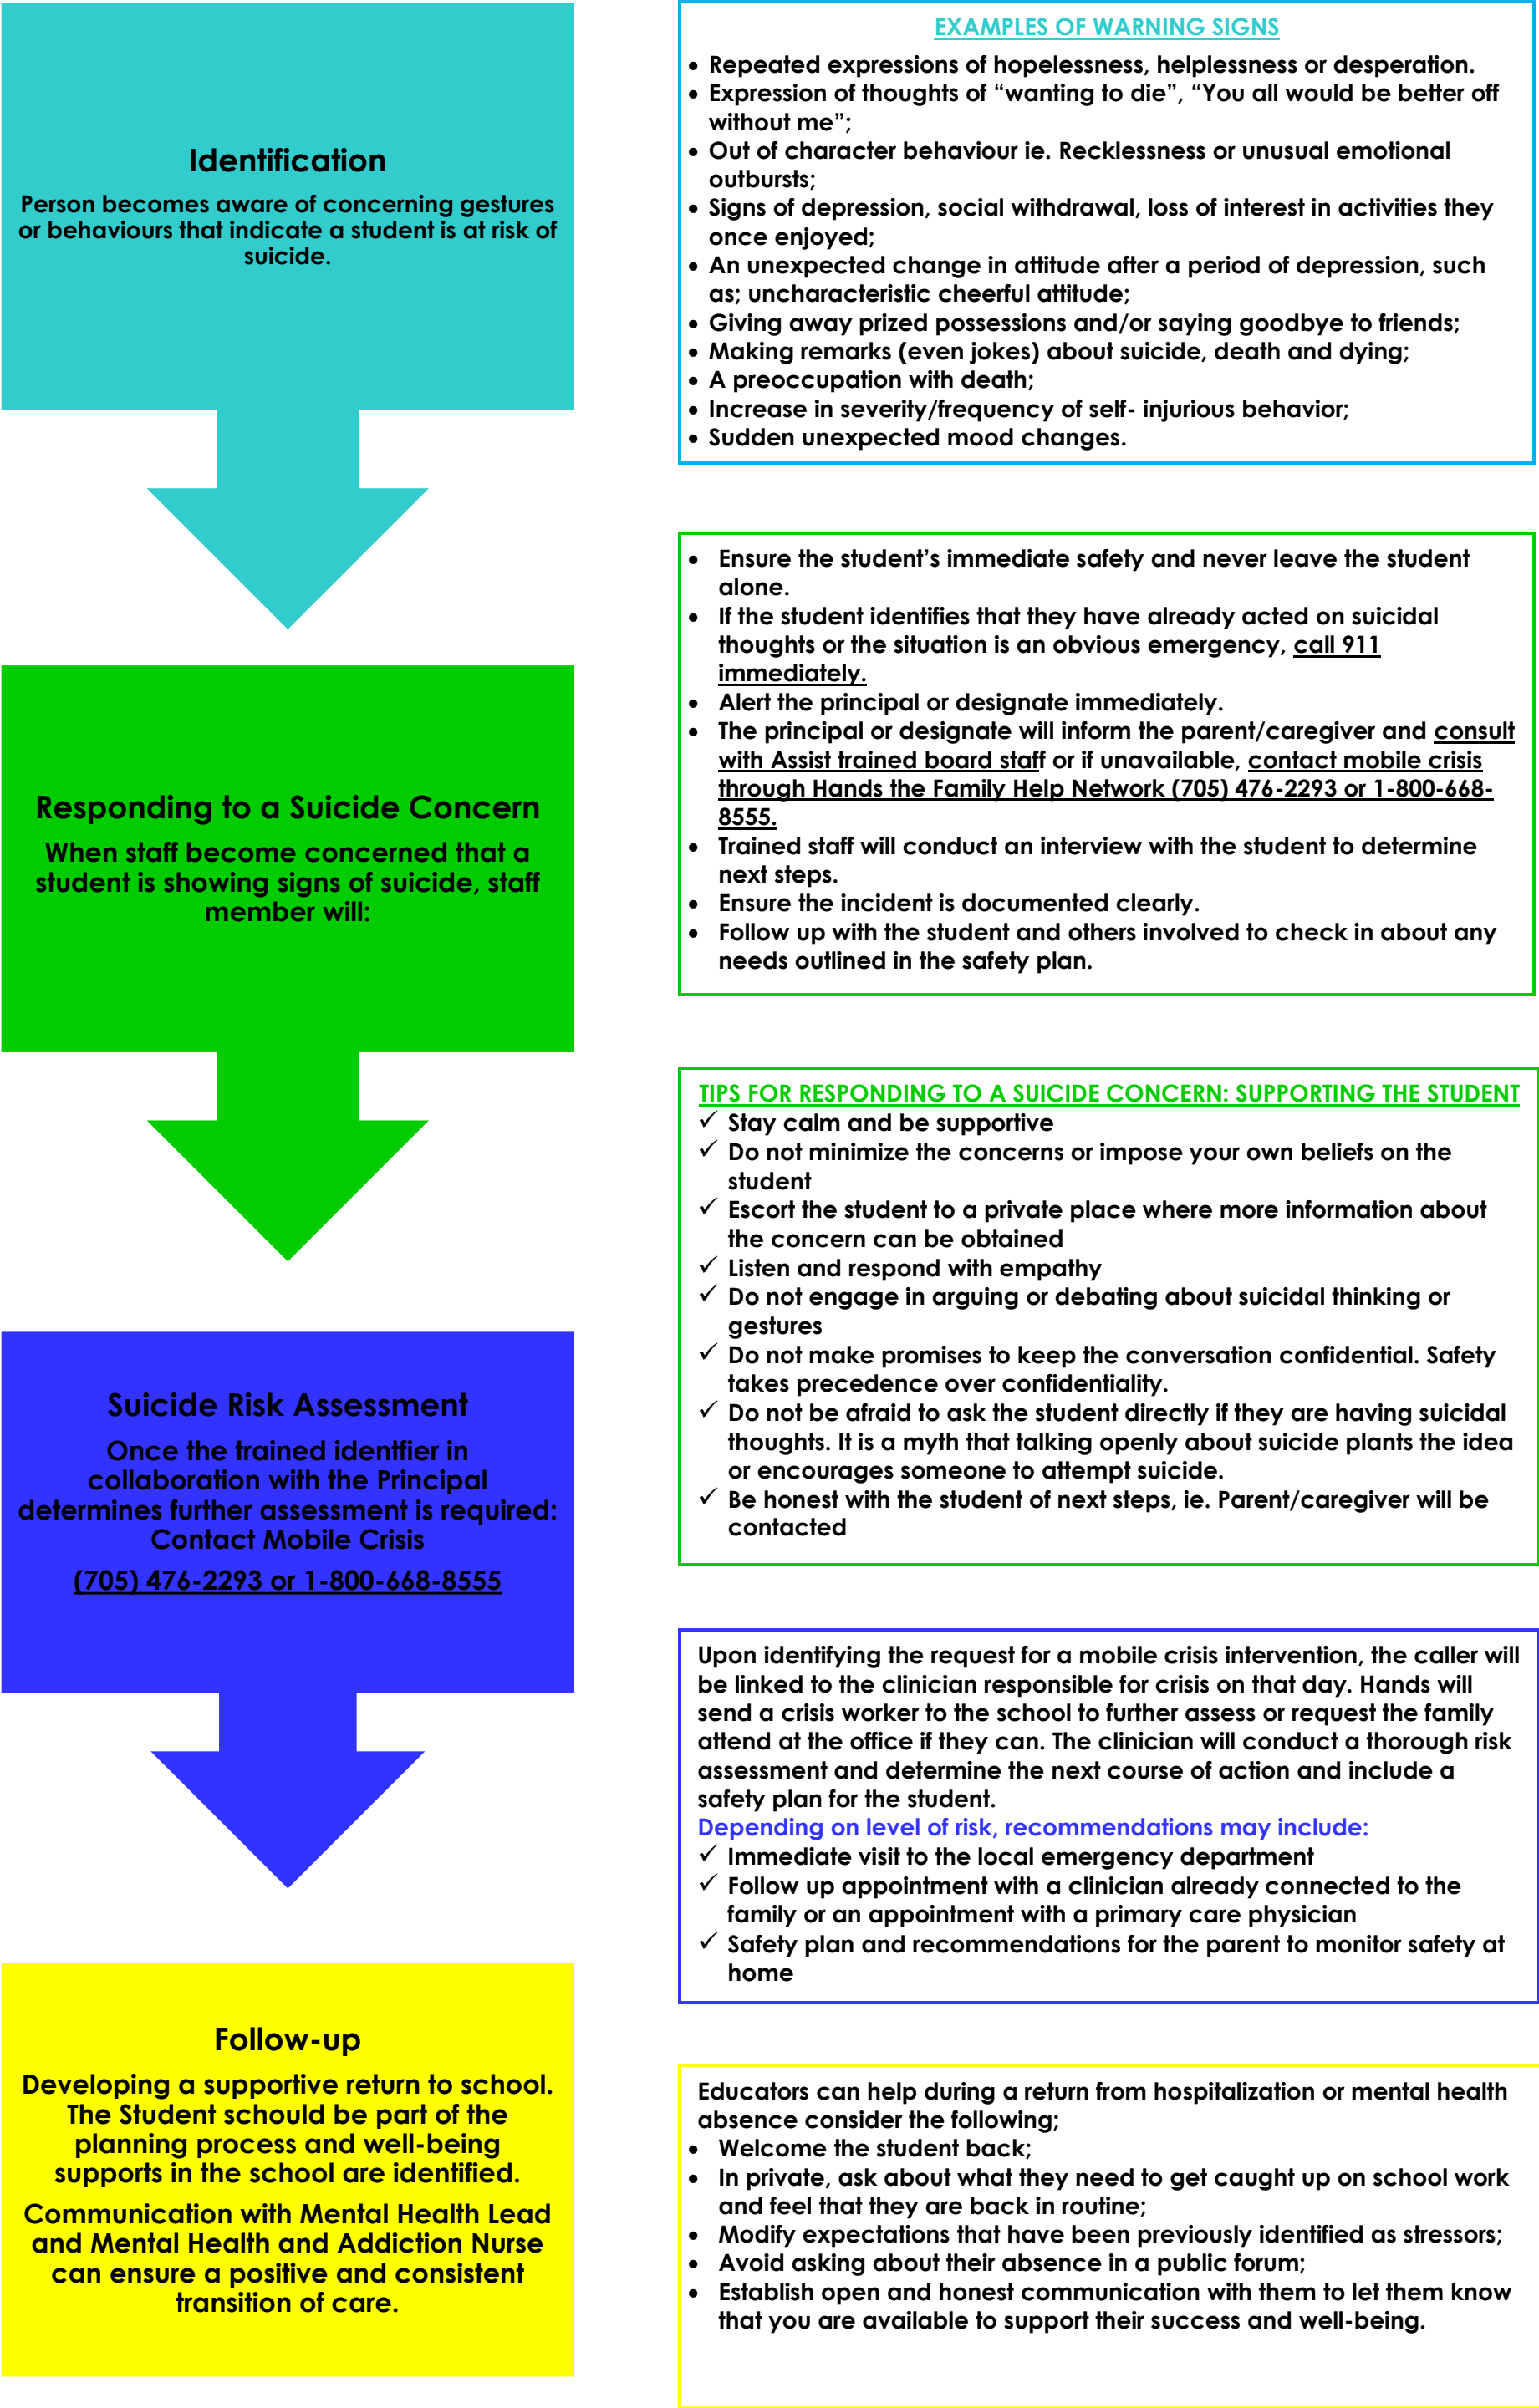 Identification
Person becomes aware of concerning gestures
or behaviours that indicate a student is at risk of
suicide.
EXAMPLES OF WARNING SIGNS
• Repeated expressions of hopelessness, helplessness or desperation.
• Expression of thoughts of “wanting to die”, “You all would be better off
without me”;
• Out of character behaviour ie. Recklessness or unusual emotional
outbursts;
• Signs of depression, social withdrawal, loss of interest in activities they
once enjoyed;
• An unexpected change in attitude after a period of depression, such
as; uncharacteristic cheerful attitude;
• Giving away prized possessions and/or saying goodbye to friends;
• Making remarks (even jokes) about suicide, death and dying;
• A preoccupation with death;
• Increase in severity/frequency of self- injurious behavior;
• Sudden unexpected mood changes.
Responding to a Suicide Concern
When staff become concerned that a
student is showing signs of suicide, staff
member will:
• Ensure the student’s immediate safety and never leave the student
alone.
• If the student identifies that they have already acted on suicidal
thoughts or the situation is an obvious emergency, call 911
immediately.
• Alert the principal or designate immediately.
• The principal or designate will inform the parent/caregiver and consult
with Assist trained board staff or if unavailable, contact mobile crisis
through Hands the Family Help Network (705) 476-2293 or 1-800-668-
8555.
• Trained staff will conduct an interview with the student to determine
next steps.
• Ensure the incident is documented clearly.
• Follow up with the student and others involved to check in about any
needs outlined in the safety plan.
TIPS FOR RESPONDING TO A SUICIDE CONCERN: SUPPORTING THE STUDENT
✓ Stay calm and be supportive
✓ Do not minimize the concerns or impose your own beliefs on the
student
✓ Escort the student to a private place where more information about
the concern can be obtained
✓ Listen and respond with empathy
✓ Do not engage in arguing or debating about suicidal thinking or
gestures
✓ Do not make promises to keep the conversation confidential. Safety
takes precedence over confidentiality.
✓ Do not be afraid to ask the student directly if they are having suicidal
thoughts. It is a myth that talking openly about suicide plants the idea
or encourages someone to attempt suicide.
✓ Be honest with the student of next steps, ie. Parent/caregiver will be
contacted
Suicide Risk Assessment
Once the trained identfier in
collaboration with the Principal
determines further assessment is required:
Contact Mobile Crisis
(705) 476-2293 or 1-800-668-8555
Upon identifying the request for a mobile crisis intervention, the caller will
be linked to the clinician responsible for crisis on that day. Hands will
send a crisis worker to the school to further assess or request the family
attend at the office if they can. The clinician will conduct a thorough risk
assessment and determine the next course of action and include a
safety plan for the student.
Depending on level of risk, recommendations may include:
✓ Immediate visit to the local emergency department
✓ Follow up appointment with a clinician already connected to the
family or an appointment with a primary care physician
✓ Safety plan and recommendations for the parent to monitor safety at
home
Follow-up
Developing a supportive return to school.
The Student schould be part of the
planning process and well-being
supports in the school are identified.
Communication with Mental Health Lead
and Mental Health and Addiction Nurse
can ensure a positive and consistent
transition of care.
Educators can help during a return from hospitalization or mental health
absence consider the following;
• Welcome the student back;
• In private, ask about what they need to get caught up on school work
and feel that they are back in routine;
• Modify expectations that have been previously identified as stressors;
• Avoid asking about their absence in a public forum;
• Establish open and honest communication with them to let them know
that you are available to support their success and well-being.